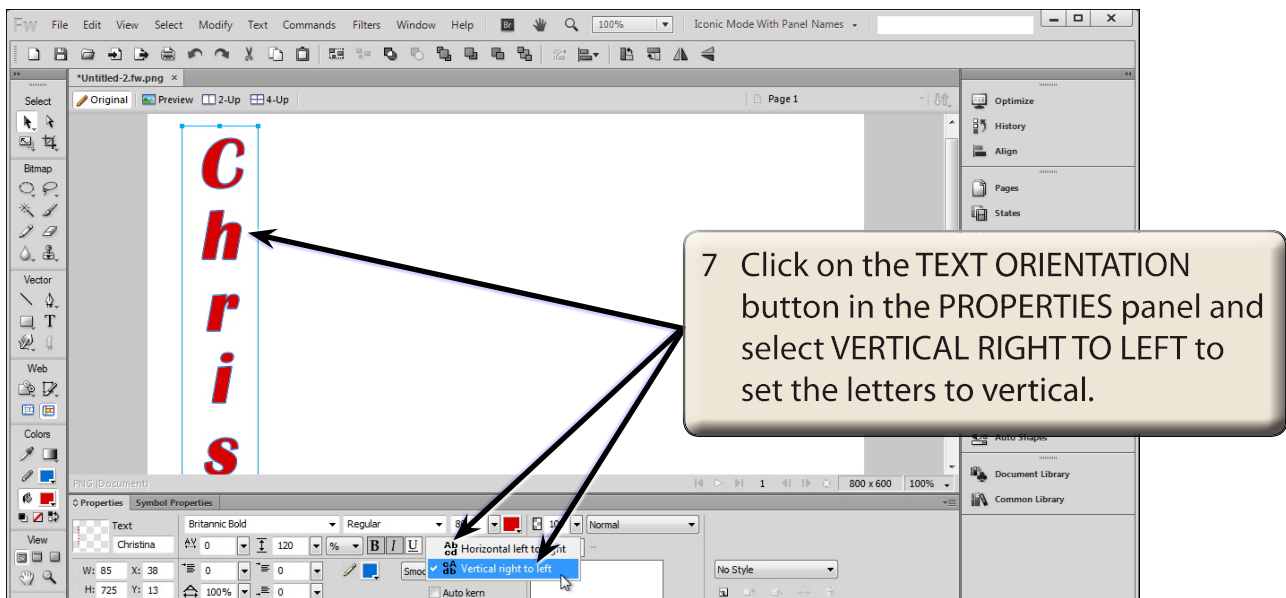 Fw File Edit View Select Modify Text Commands Filters Window Help Br 100% Iconic Mode With Panel Names
*Untitled-2.fw.png ×
Select
Original Preview 2-Up 4-Up Page 1
Optimize
History
Align
Bitmap
Pages
States
Vector
Web
Colors
View
C
h
r
i
s
7 Click on the TEXT ORIENTATION
button in the PROPERTIES panel and
select VERTICAL RIGHT TO LEFT to
set the letters to vertical.
Auto Shapes
Document Library
Common Library
PNG (Document) 1 800 x 600 100%
Properties Symbol Properties
Text Britannic Bold Regular Normal
Christina AV 0 120 % B I U
Horizontal left to right
Vertical right to left
W: 85 X: 38 0 0
No Style
H: 725 Y: 13 100% 0 Auto kern